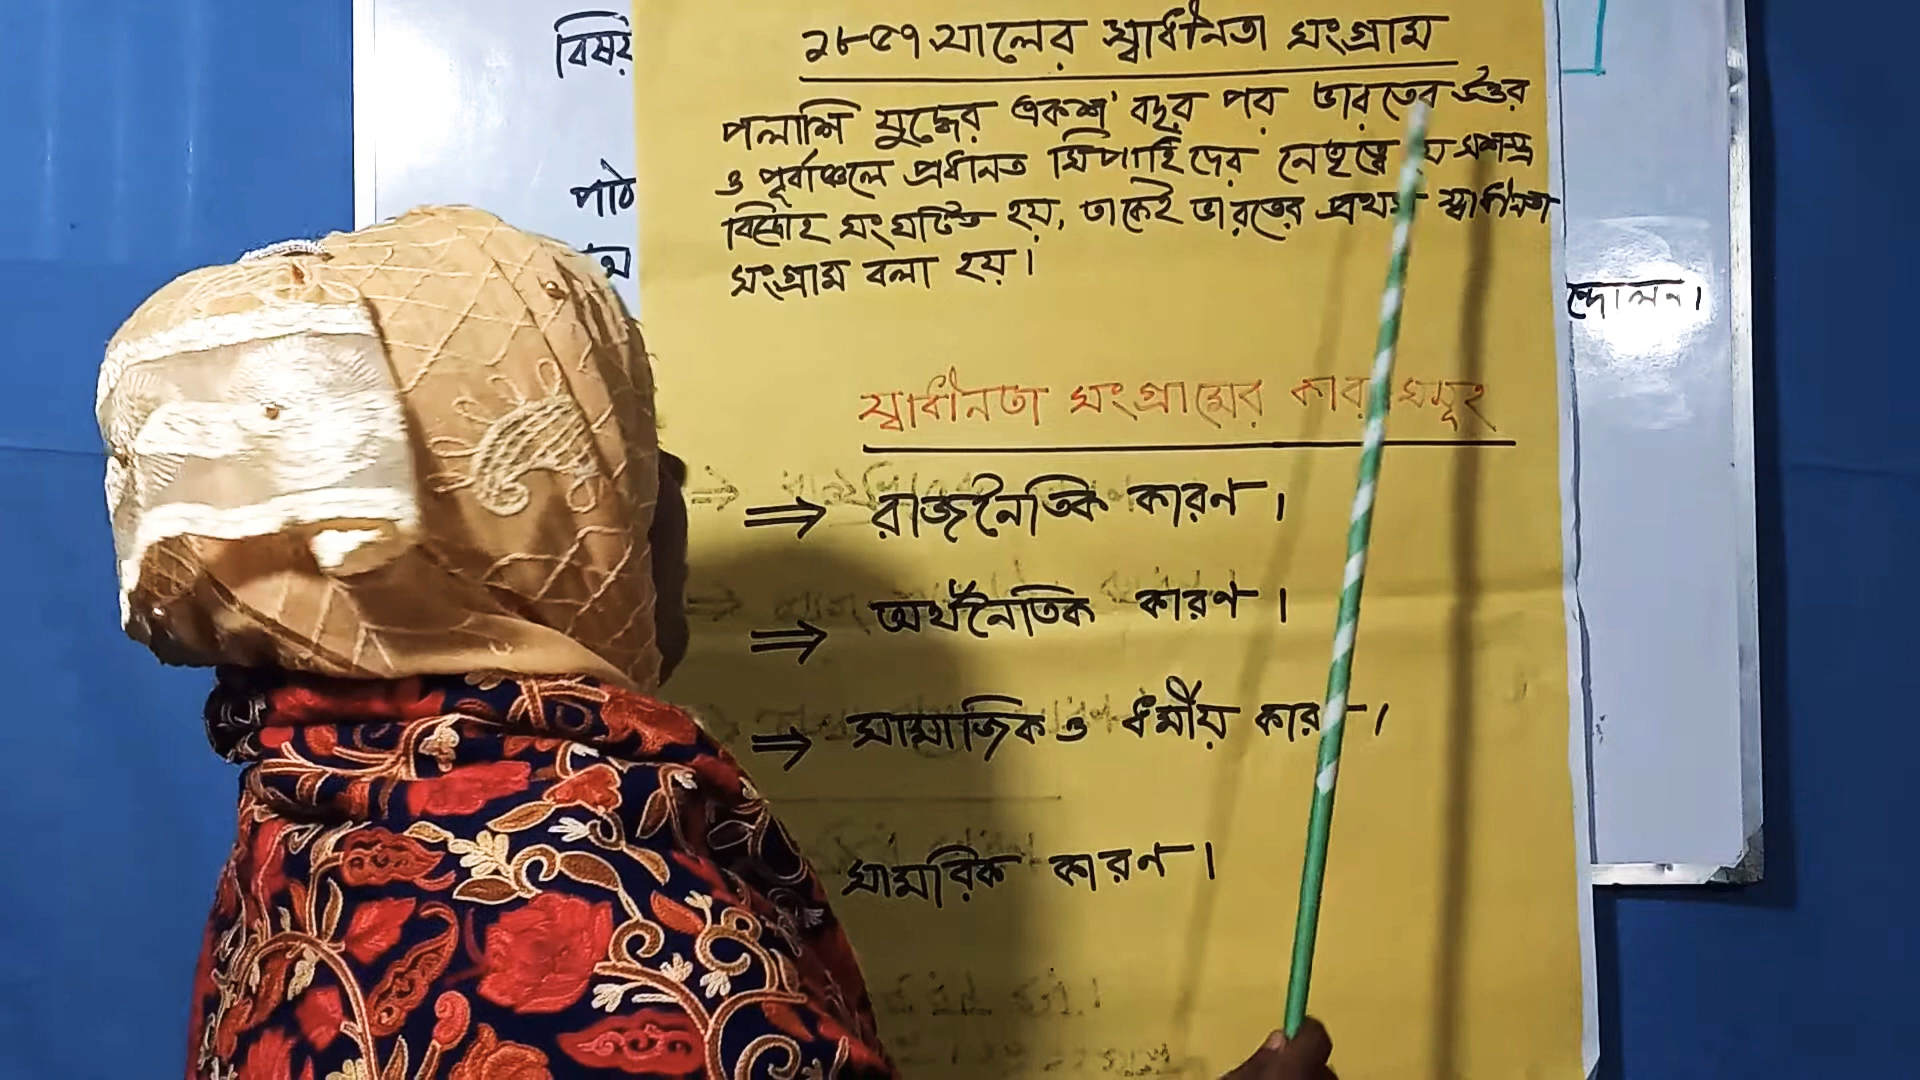 বিষয়
১৮৫৭ সালের স্বাধীনতা সংগ্রাম
পলাশি যুদ্ধের একশ' বছর পর ভারতের উত্তর
ও পূর্বাঞ্চলে প্রধানত সিপাহিদের নেতৃত্বে যে সশস্ত্র
বিদ্রোহ সংঘটিত হয়, তাকেই ভারতের প্রথম স্বাধীনতা
সংগ্রাম বলা হয়।
পাঠ
ন্দোলন।
স্বাধীনতা সংগ্রামের কারণসমূহ
⇒ রাজনৈতিক কারণ।
⇒ অর্থনৈতিক কারণ।
⇒ সামাজিক ও ধর্মীয় কারণ।
সামরিক কারণ।